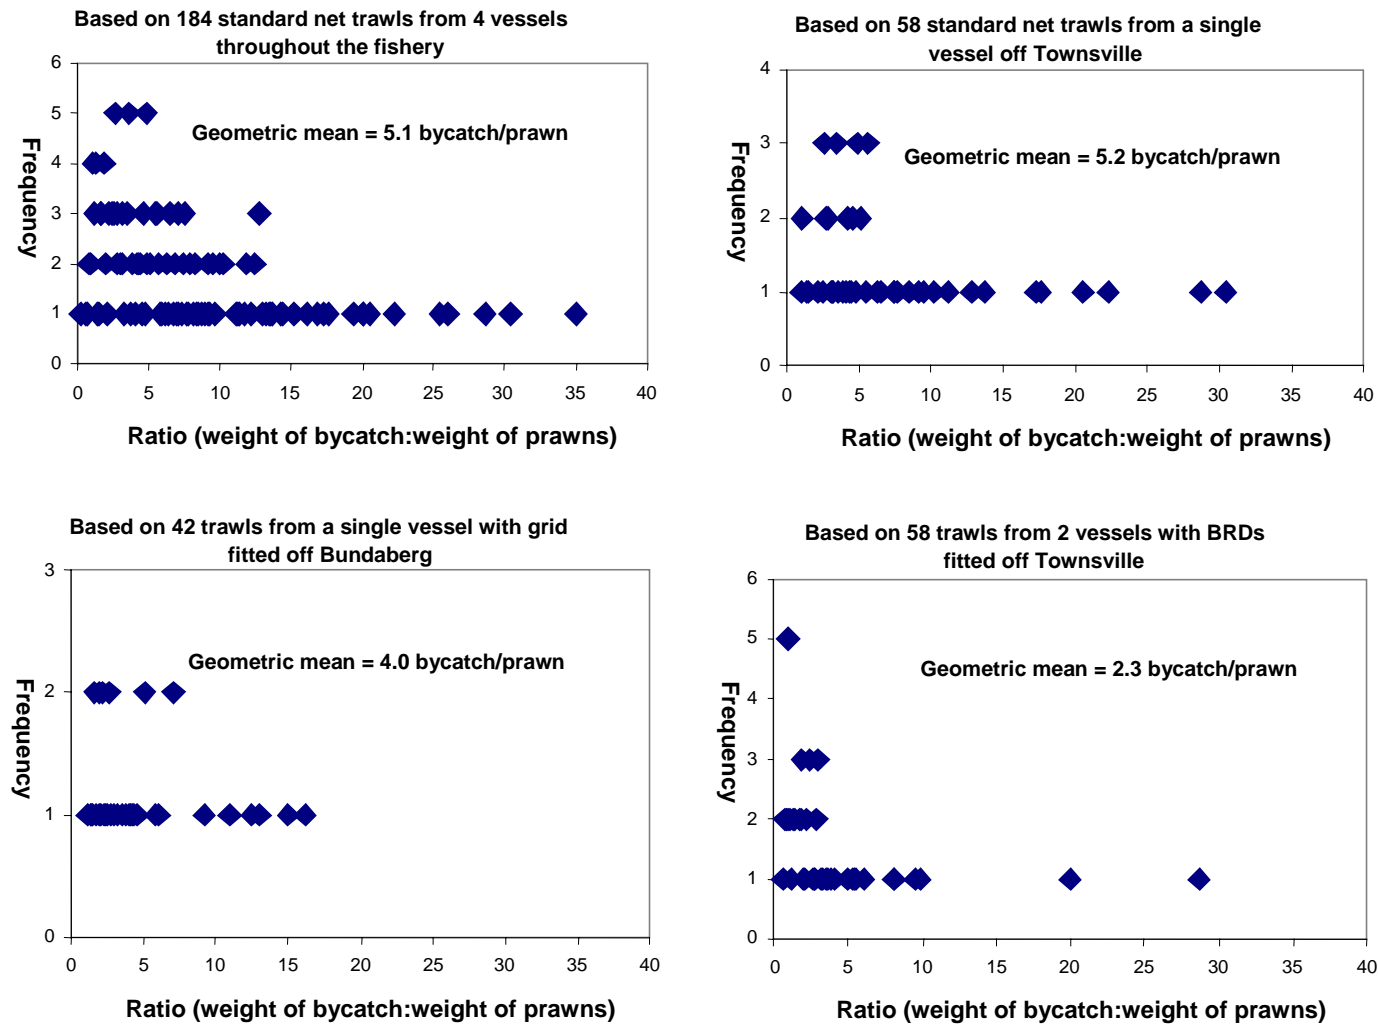 Based on 184 standard net trawls from 4 vessels
throughout the fishery
6
5
4
3
2
1
0
Frequency
Geometric mean = 5.1 bycatch/prawn
0 5 10 15 20 25 30 35 40
Ratio (weight of bycatch:weight of prawns)
Based on 58 standard net trawls from a single
vessel off Townsville
4
3
2
1
0
Frequency
Geometric mean = 5.2 bycatch/prawn
0 5 10 15 20 25 30 35 40
Ratio (weight of bycatch:weight of prawns)
Based on 42 trawls from a single vessel with grid
fitted off Bundaberg
3
2
1
0
Frequency
Geometric mean = 4.0 bycatch/prawn
0 5 10 15 20 25 30 35 40
Ratio (weight of bycatch:weight of prawns)
Based on 58 trawls from 2 vessels with BRDs
fitted off Townsville
6
5
4
3
2
1
0
Frequency
Geometric mean = 2.3 bycatch/prawn
0 5 10 15 20 25 30 35 40
Ratio (weight of bycatch:weight of prawns)